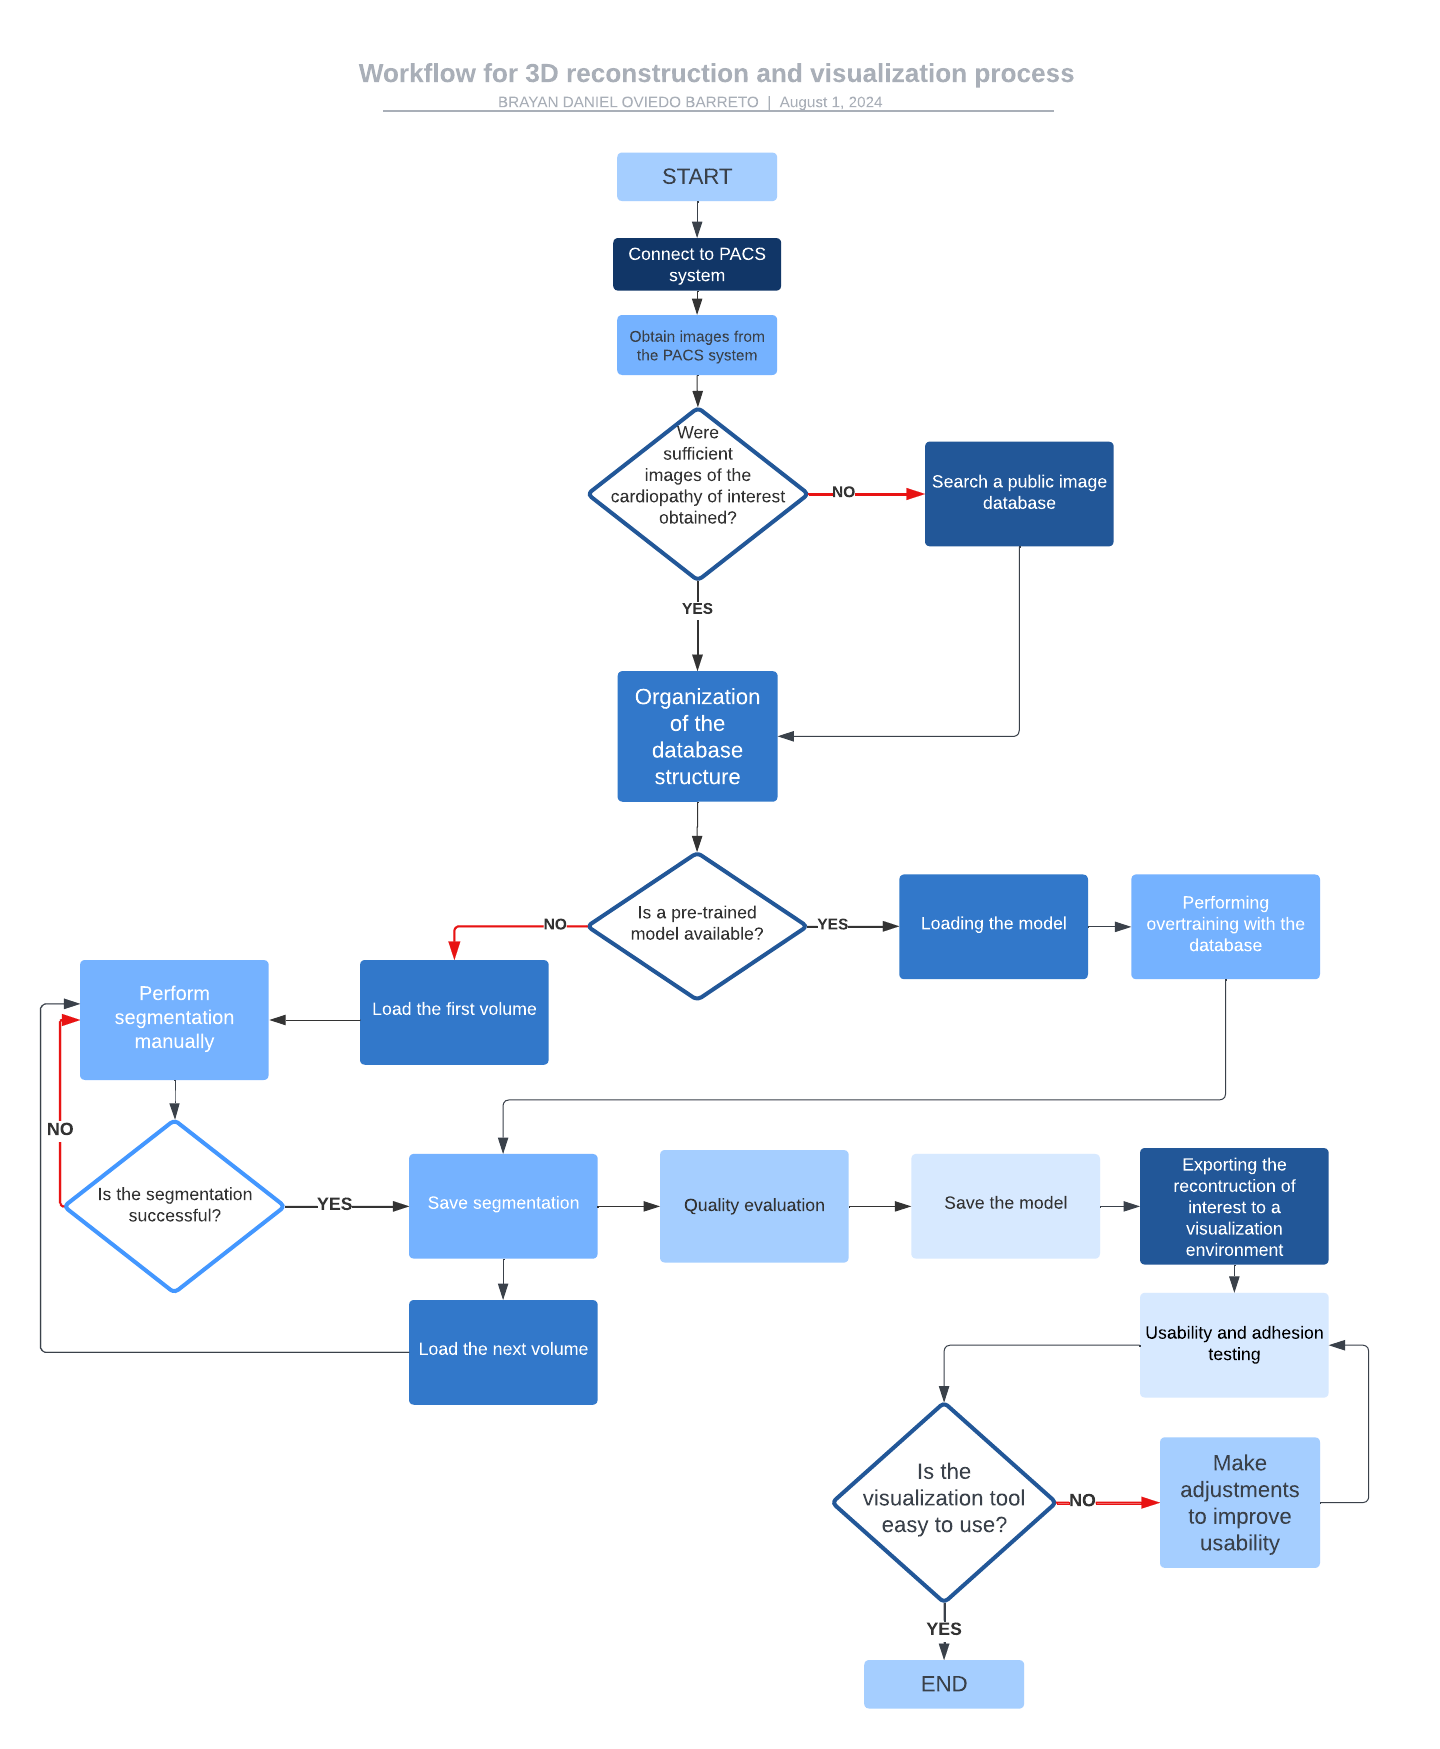 Workflow for 3D reconstruction and visualization process
BRAYAN DANIEL OVIEDO BARRETO | August 1, 2024
START
Connect to PACS
system
Obtain images from
the PACS system
Were
sufficient
images of the
cardiopathy of interest
obtained?
NO
Search a public image
database
YES
Organization
of the
database
structure
Is a pre-trained
model available?
NO
YES
Loading the model
Performing
overtraining with the
database
Load the first volume
Perform
segmentation
manually
NO
Is the segmentation
successful?
YES
Save segmentation
Quality evaluation
Save the model
Exporting the
recontruction of
interest to a
visualization
environment
Load the next volume
Usability and adhesion
testing
Is the
visualization tool
easy to use?
NO
Make
adjustments
to improve
usability
YES
END